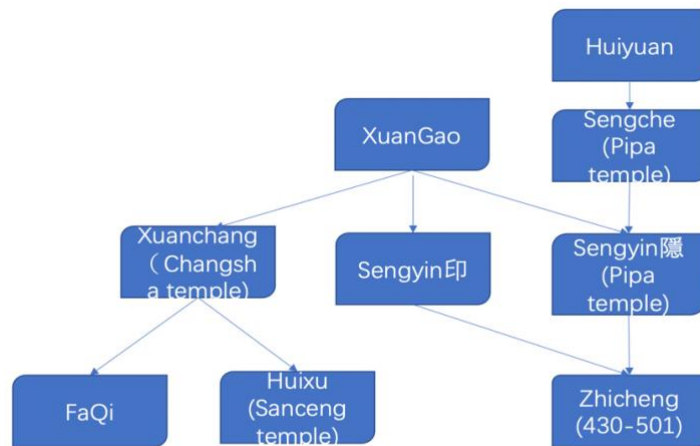 Huiyuan
XuanGao
Sengche
(Pipa
temple)
Xuanchang
（Changsh
a temple)
Sengyin印
Sengyin隱
(Pipa
temple)
FaQi
Huixu
(Sanceng
temple)
Zhicheng
(430-501)